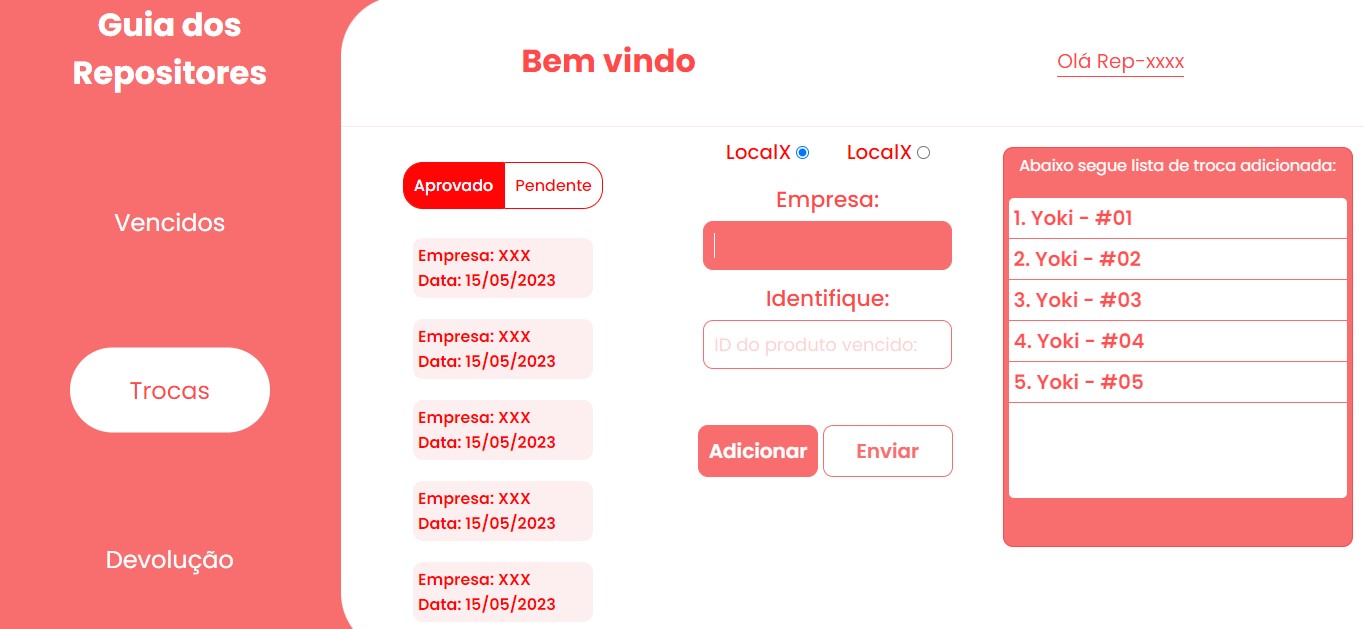 Guia dos
Repositores
Vencidos
Trocas
Devolução
Bem vindo
Olá Rep-xxxx
Aprovado
Pendente
Empresa: XXX
Data: 15/05/2023
Empresa: XXX
Data: 15/05/2023
Empresa: XXX
Data: 15/05/2023
Empresa: XXX
Data: 15/05/2023
Empresa: XXX
Data: 15/05/2023
LocalX
LocalX
Empresa:
Identifique:
ID do produto vencido:
Adicionar
Enviar
Abaixo segue lista de troca adicionada:
1. Yoki - #01
2. Yoki - #02
3. Yoki - #03
4. Yoki - #04
5. Yoki - #05